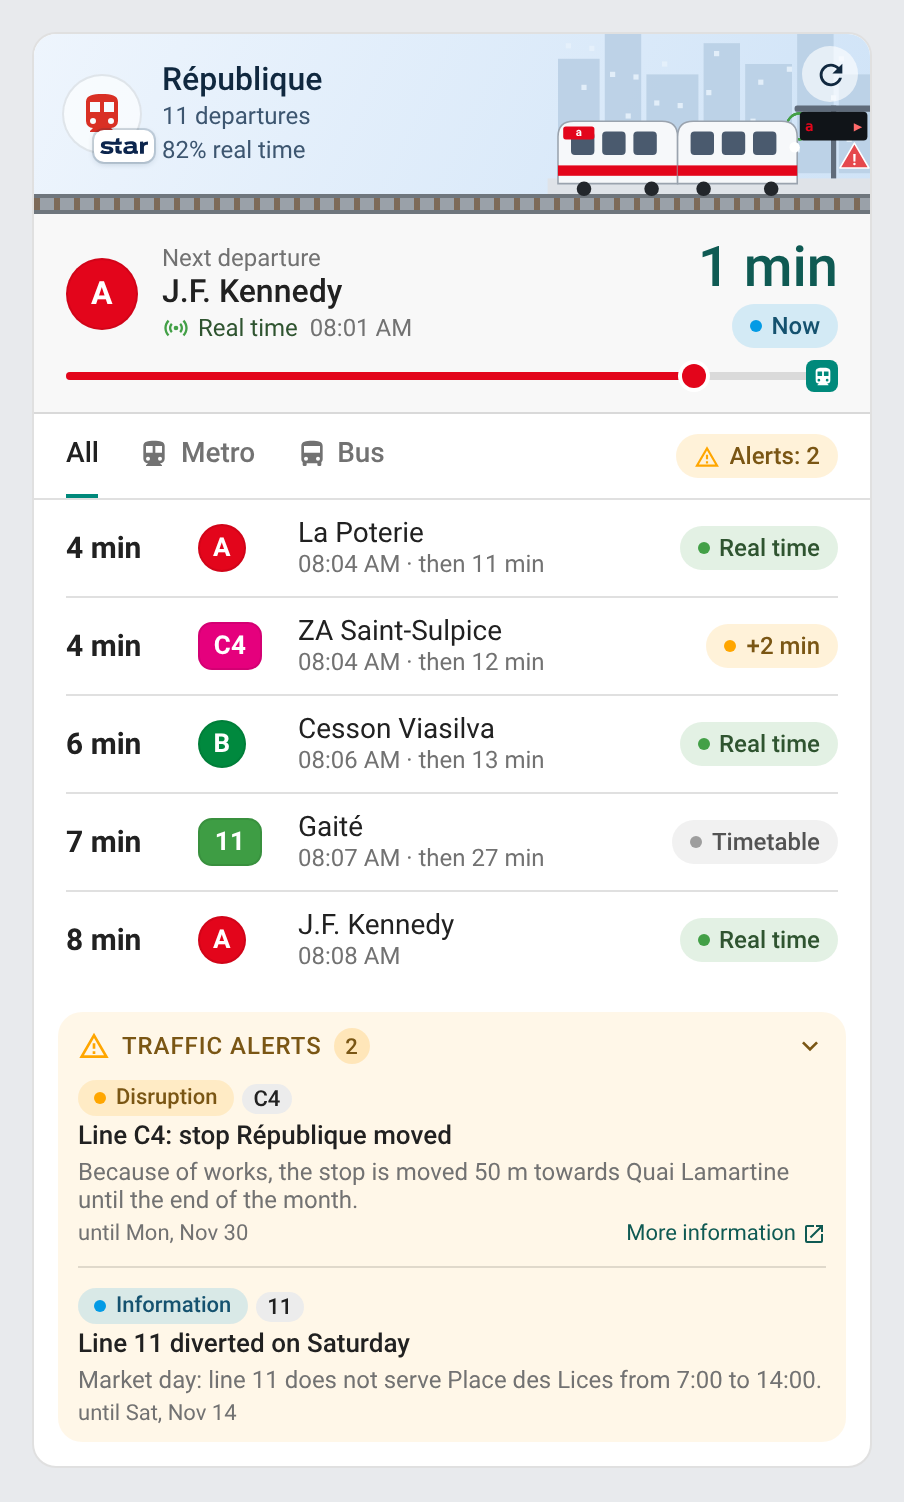 République
11 departures
82% real time
star
a
a
!
A
Next departure
J.F. Kennedy
Real time 08:01 AM
1 min
Now
All
Metro
Bus
Alerts: 2
4 min
A
La Poterie
08:04 AM · then 11 min
Real time
4 min
C4
ZA Saint-Sulpice
08:04 AM · then 12 min
+2 min
6 min
B
Cesson Viasilva
08:06 AM · then 13 min
Real time
7 min
11
Gaité
08:07 AM · then 27 min
Timetable
8 min
A
J.F. Kennedy
08:08 AM
Real time
TRAFFIC ALERTS 2
Disruption C4
Line C4: stop République moved
Because of works, the stop is moved 50 m towards Quai Lamartine
until the end of the month.
until Mon, Nov 30
More information
Information 11
Line 11 diverted on Saturday
Market day: line 11 does not serve Place des Lices from 7:00 to 14:00.
until Sat, Nov 14